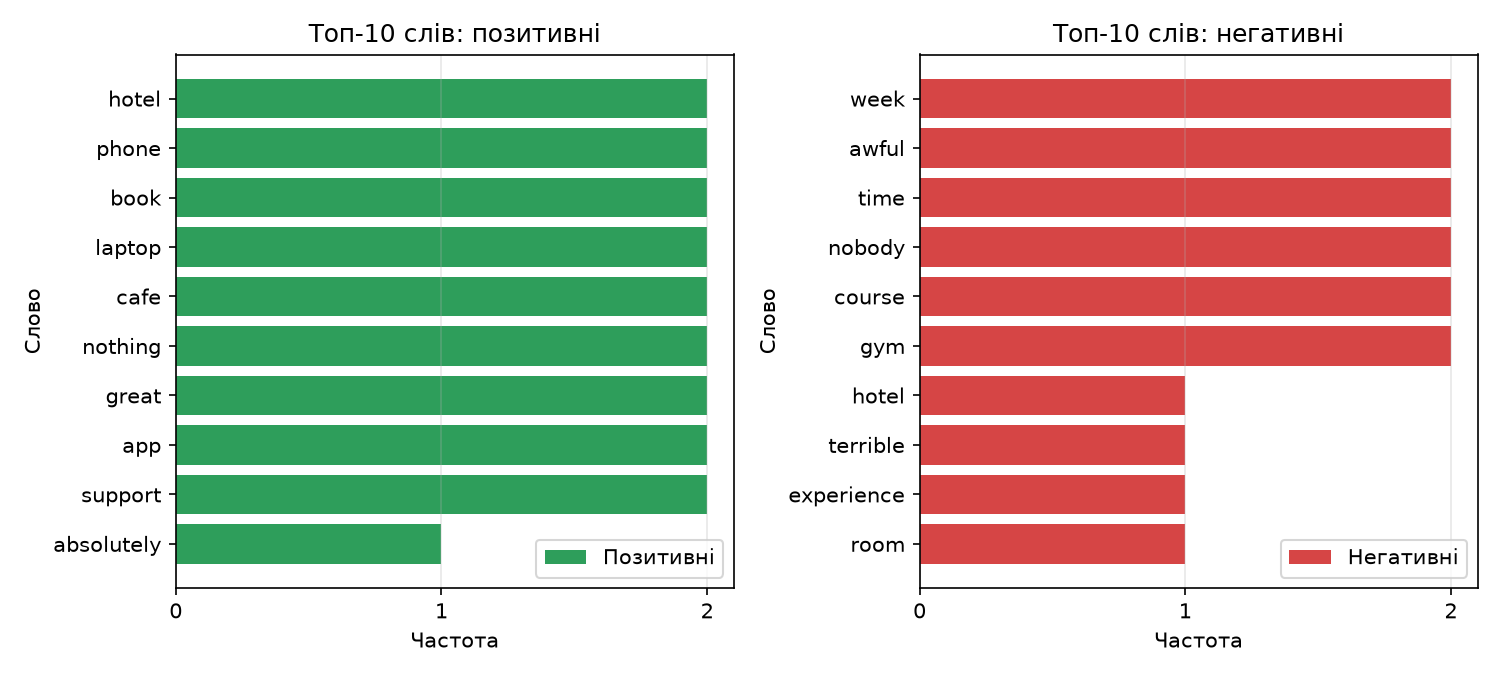 Топ-10 слів: позитивні
Слово
hotel
phone
book
laptop
cafe
nothing
great
app
support
absolutely
Позитивні
0 1 2
Частота
Топ-10 слів: негативні
Слово
week
awful
time
nobody
course
gym
hotel
terrible
experience
room
Негативні
0 1 2
Частота